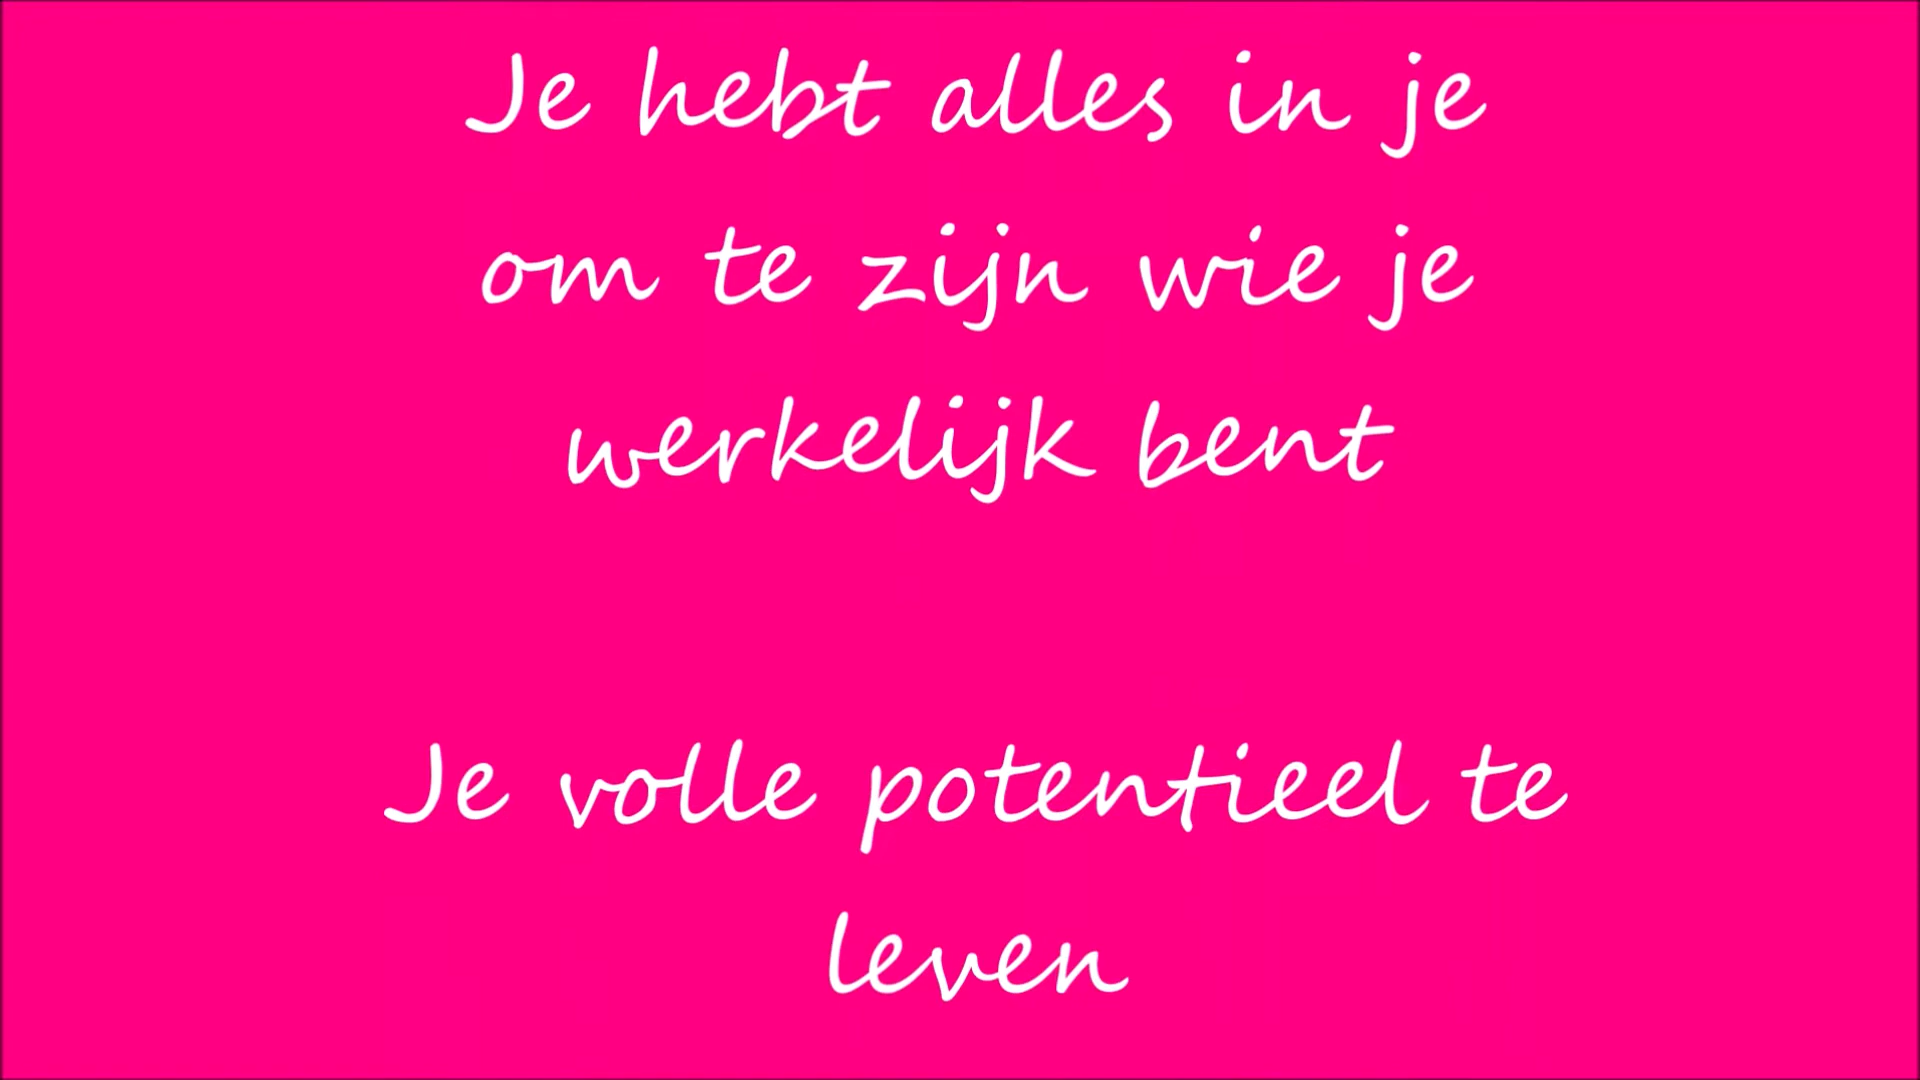 Je hebt alles in je
om te zijn wie je
werkelijk bent
Je volle potentieel te
leven